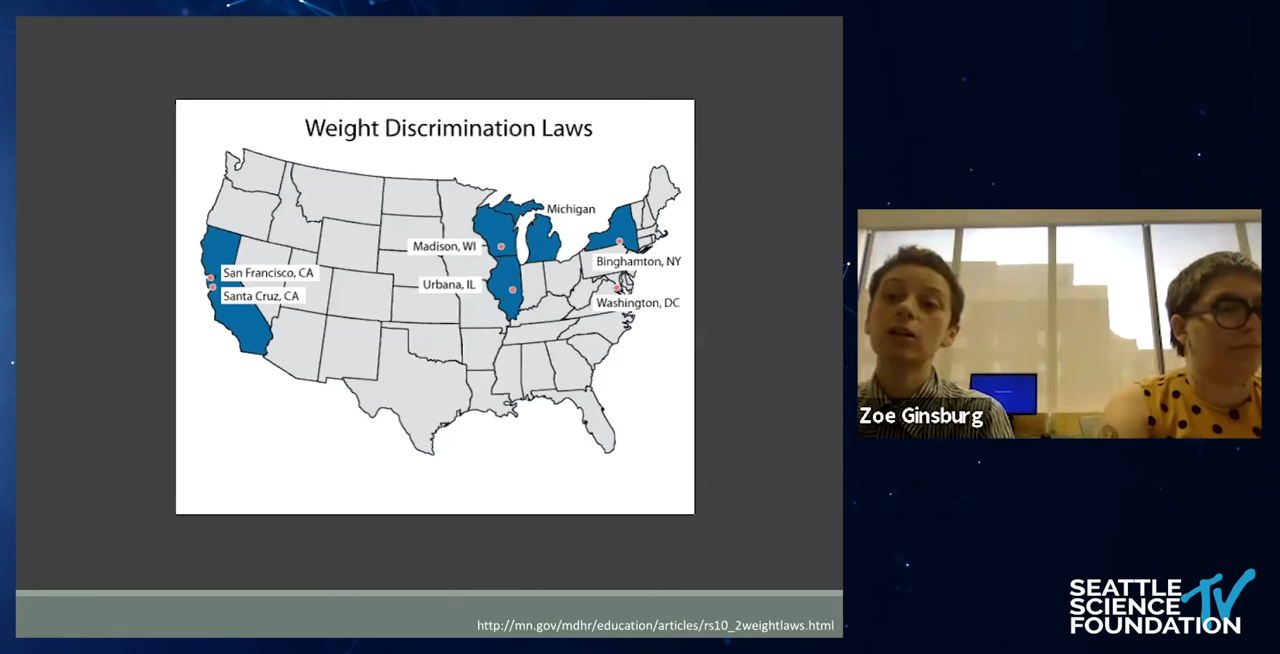 Weight Discrimination Laws
Michigan
Madison, WI
Binghamton, NY
San Francisco, CA
Urbana, IL
Santa Cruz, CA
Washington, DC
http://mn.gov/mdhr/education/articles/rs10_2weightlaws.html
Zoe Ginsburg
SEATTLE
SCIENCE TV
FOUNDATION